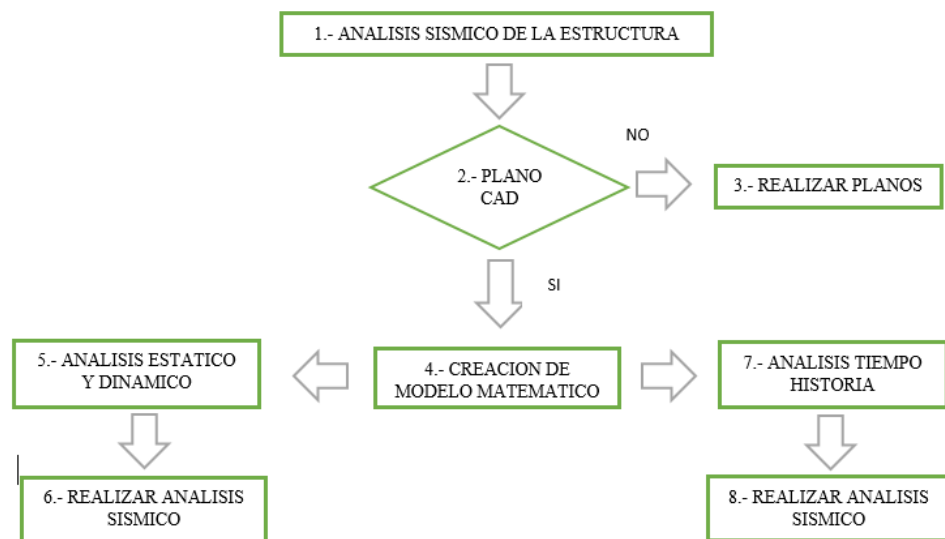 1.- ANALISIS SISMICO DE LA ESTRUCTURA
NO
2.- PLANO
CAD
3.- REALIZAR PLANOS
SI
5.- ANALISIS ESTATICO
Y DINAMICO
4.- CREACION DE
MODELO MATEMATICO
7.- ANALISIS TIEMPO
HISTORIA
6.- REALIZAR ANALISIS
SISMICO
8.- REALIZAR ANALISIS
SISMICO